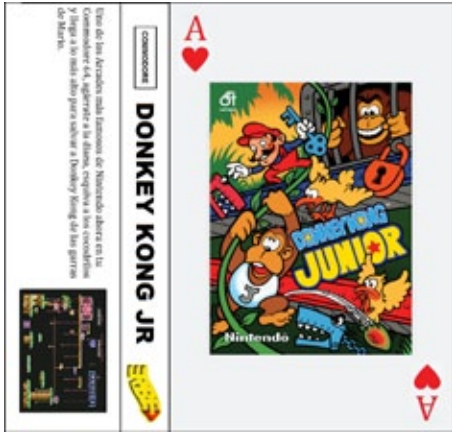 Uno de los Arcades más famosos de Nintendo ahora en tu
Commodore 64, agárrate a la diana, esquiva a los cocodrilos
y llega a lo más alto para salvar a Donkey Kong de las garras
de Mario.
COMMODORE
DONKEY KONG JR
A
DONKEY KONG
JUNIOR
J
Nintendo
A